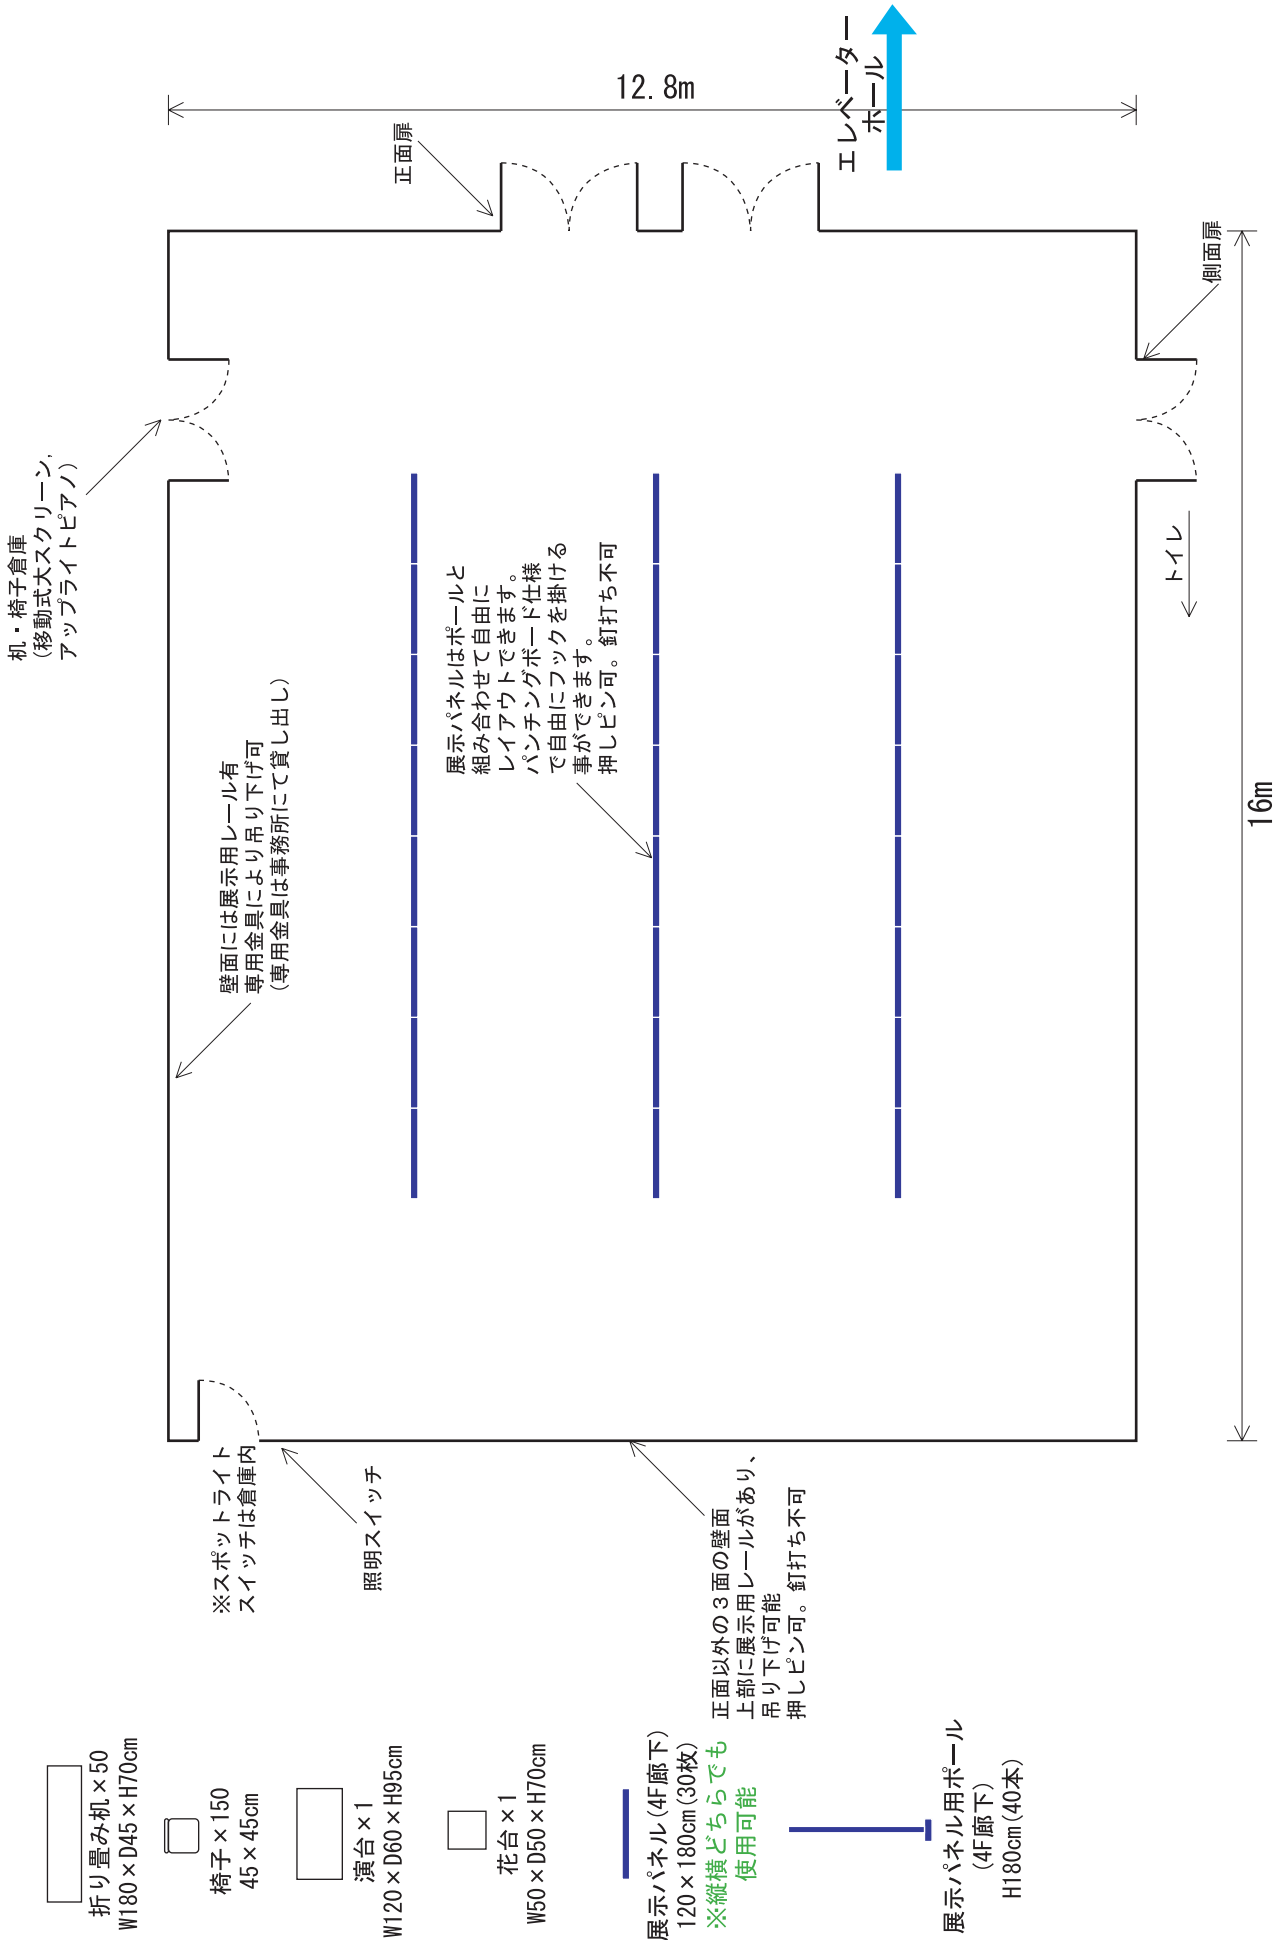 机・椅子倉庫
(移動式大スクリーン、
アップライトピアノ)
正面扉
12.8m
エレベーター
ホール
側面扉
トイレ
16m
壁面には展示用レール有
専用金具により吊り下げ可
(専用金具は事務所にて貸し出し)
展示パネルはポールと
組み合わせて自由に
レイアウトできます。
パンチングボード仕様
で自由にフックを掛ける
事ができます。
押しピン可。釘打ち不可
※スポットライト
スイッチは倉庫内
照明スイッチ
正面以外の３面の壁面
上部に展示用レールがあり、
吊り下げ可能
押しピン可。釘打ち不可
折り畳み机×50
W180×D45×H70cm
椅子×150
45×45cm
演台×1
W120×D60×H95cm
花台×1
W50×D50×H70cm
展示パネル(4F廊下)
120×180cm(30枚)
※縦横どちらでも
使用可能
展示パネル用ポール
(4F廊下)
H180cm(40本)